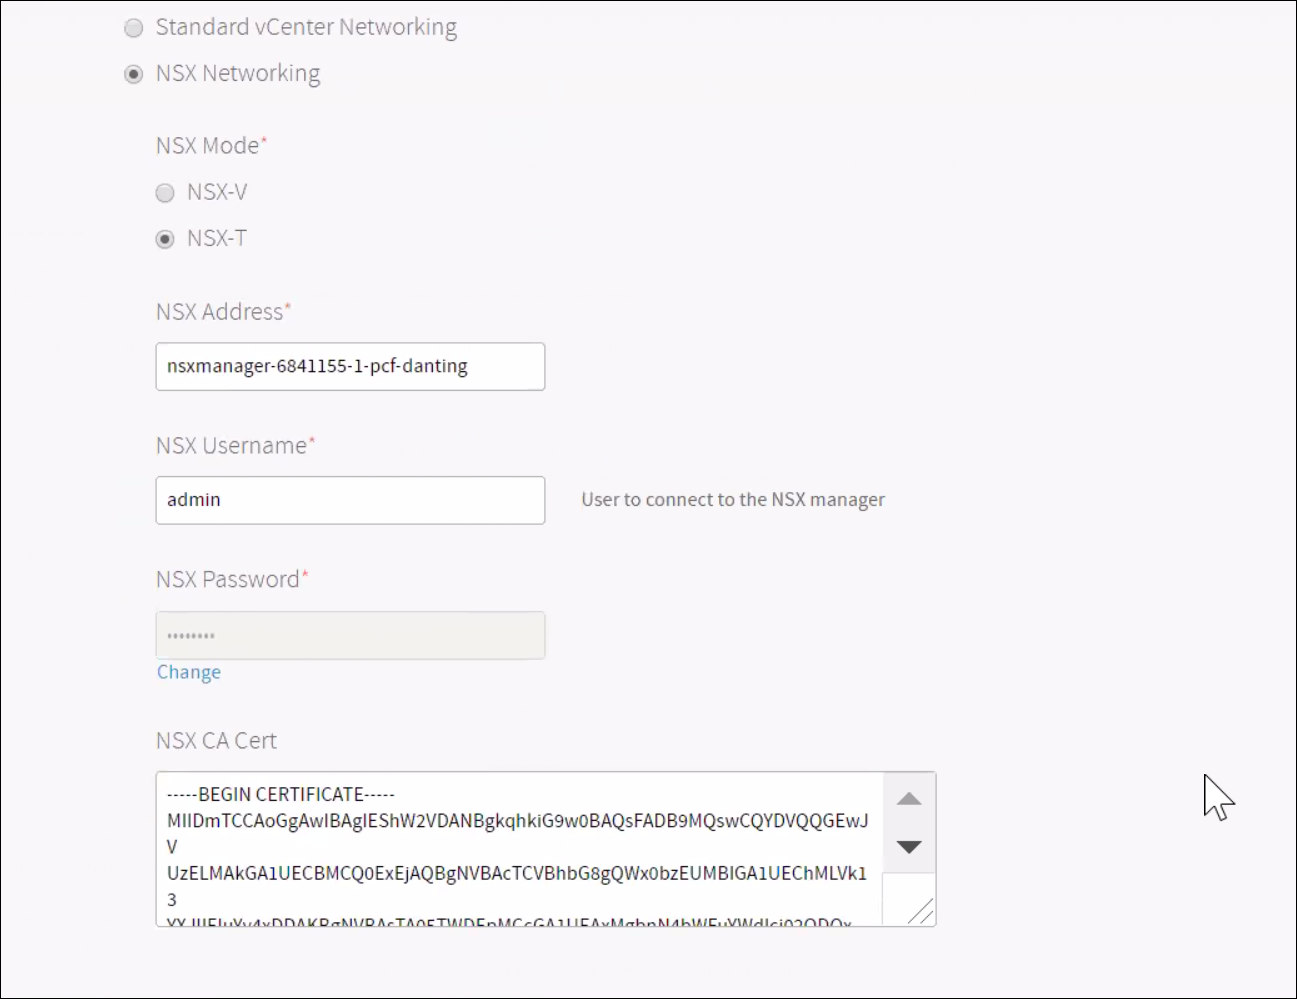 Standard vCenter Networking
NSX Networking
NSX Mode*
NSX-V
NSX-T
NSX Address*
nsxmanager-6841155-1-pcf-danting
NSX Username*
admin
User to connect to the NSX manager
NSX Password*
••••••••
Change
NSX CA Cert
-----BEGIN CERTIFICATE-----
MIIDmTCCAoGgAwIBAgIEShW2VDANBgkqhkiG9w0BAQsFADB9MQswCQYDVQQGEwJ
V
UzELMAkGA1UECBMCQ0ExEjAQBgNVBAcTCVBhbG8gQWx0bzEUMBIGA1UEChMLVk1
3